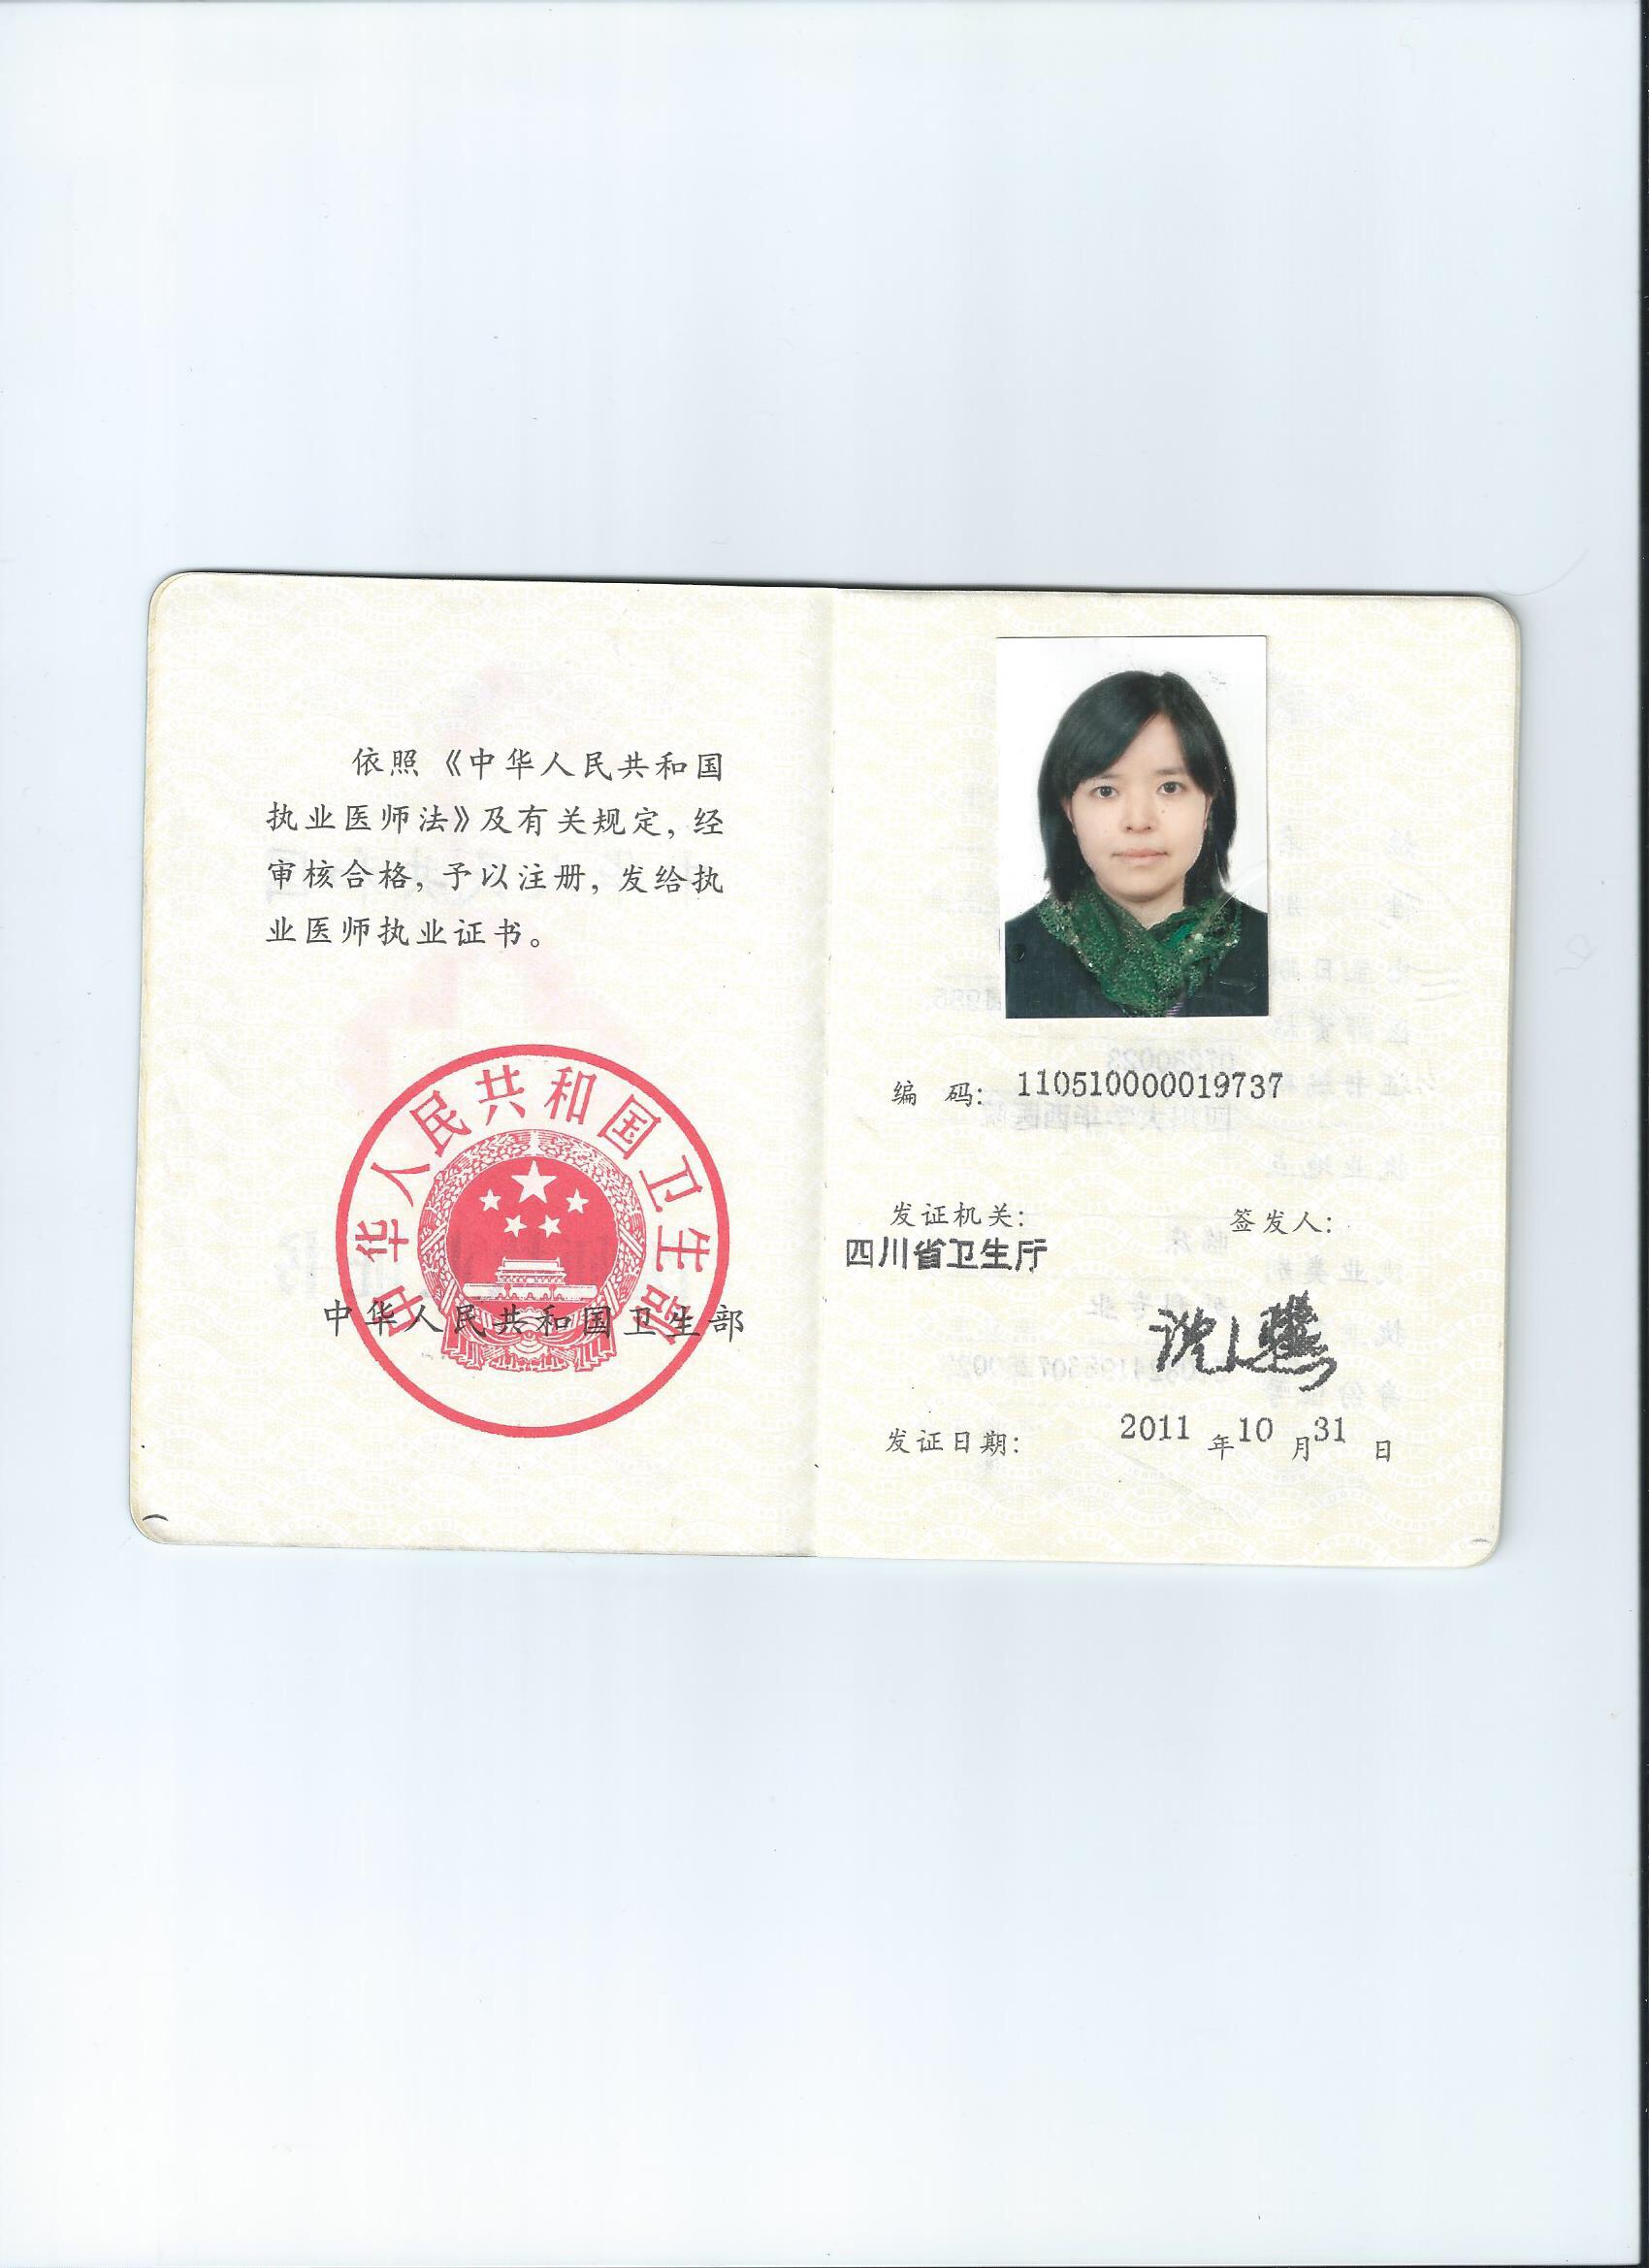 依照《中华人民共和国
执业医师法》及有关规定，经
审核合格，予以注册，发给执
业医师执业证书。
中华人民共和国卫生部
中华人民共和国卫生部
编 码: 110510000019737
发证机关:
四川省卫生厅
签发人:
发证日期: 2011 年 10 月 31 日